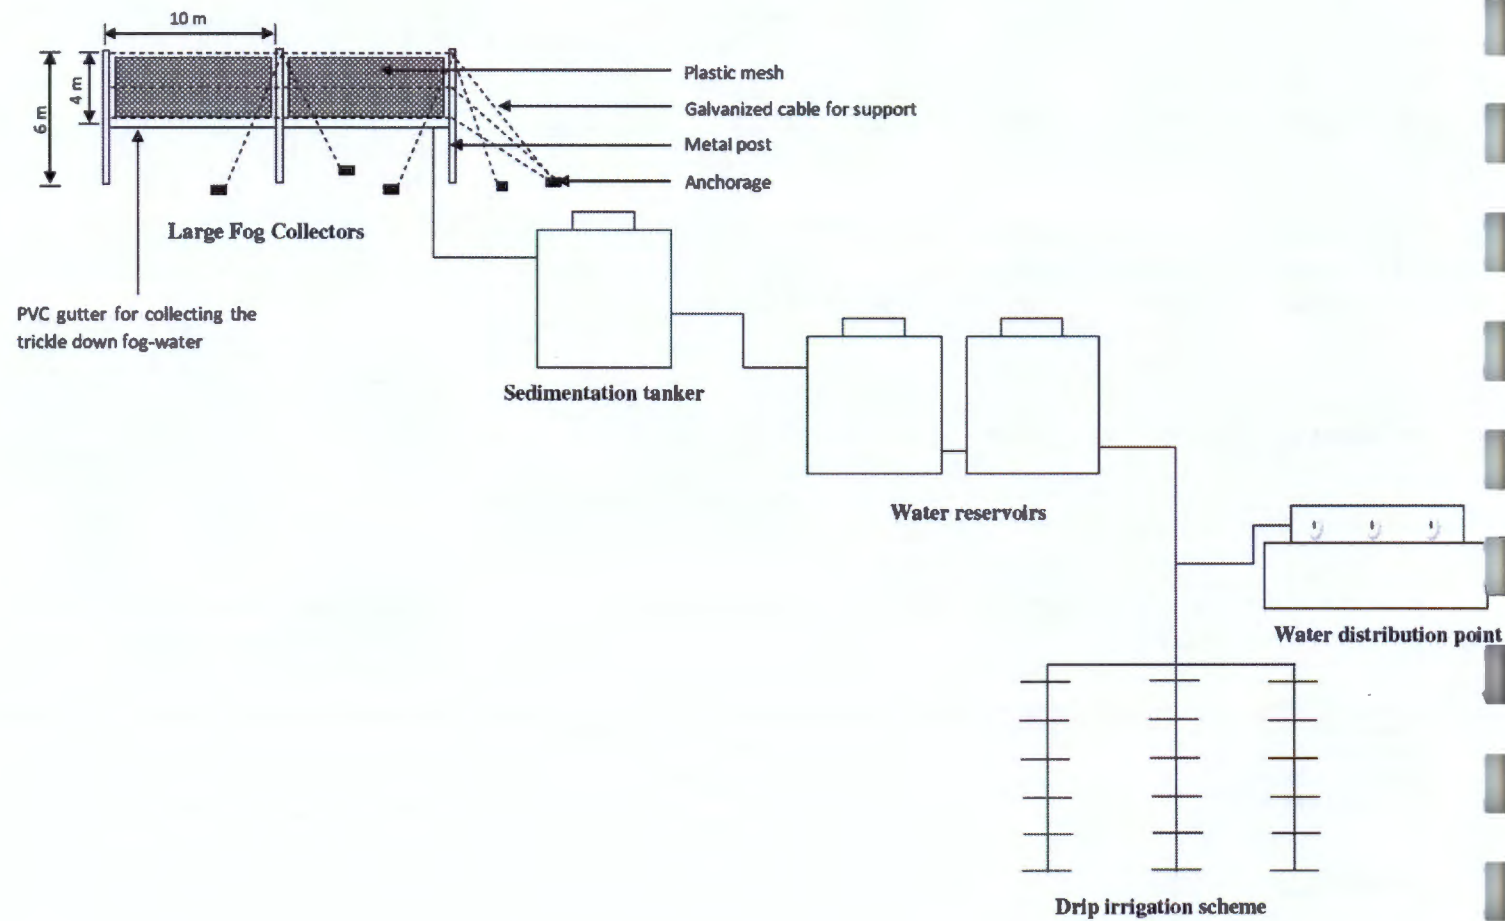 10 m
4 m
6 m
Plastic mesh
Galvanized cable for support
Metal post
Anchorage
Large Fog Collectors
PVC gutter for collecting the
trickle down fog-water
Sedimentation tanker
Water reservoirs
Water distribution point
Drip irrigation scheme